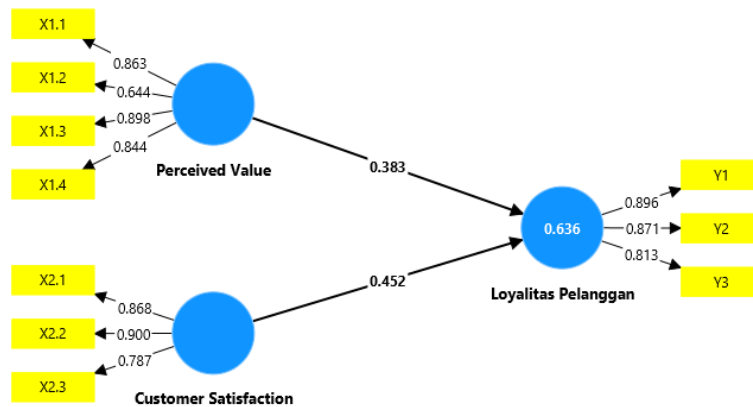 X1.1
0.863
X1.2
0.644
X1.3
0.898
X1.4
0.844
Perceived Value
0.383
X2.1
0.868
X2.2
0.900
X2.3
0.787
Customer Satisfaction
0.452
0.636
Loyalitas Pelanggan
Y1
0.896
Y2
0.871
Y3
0.813